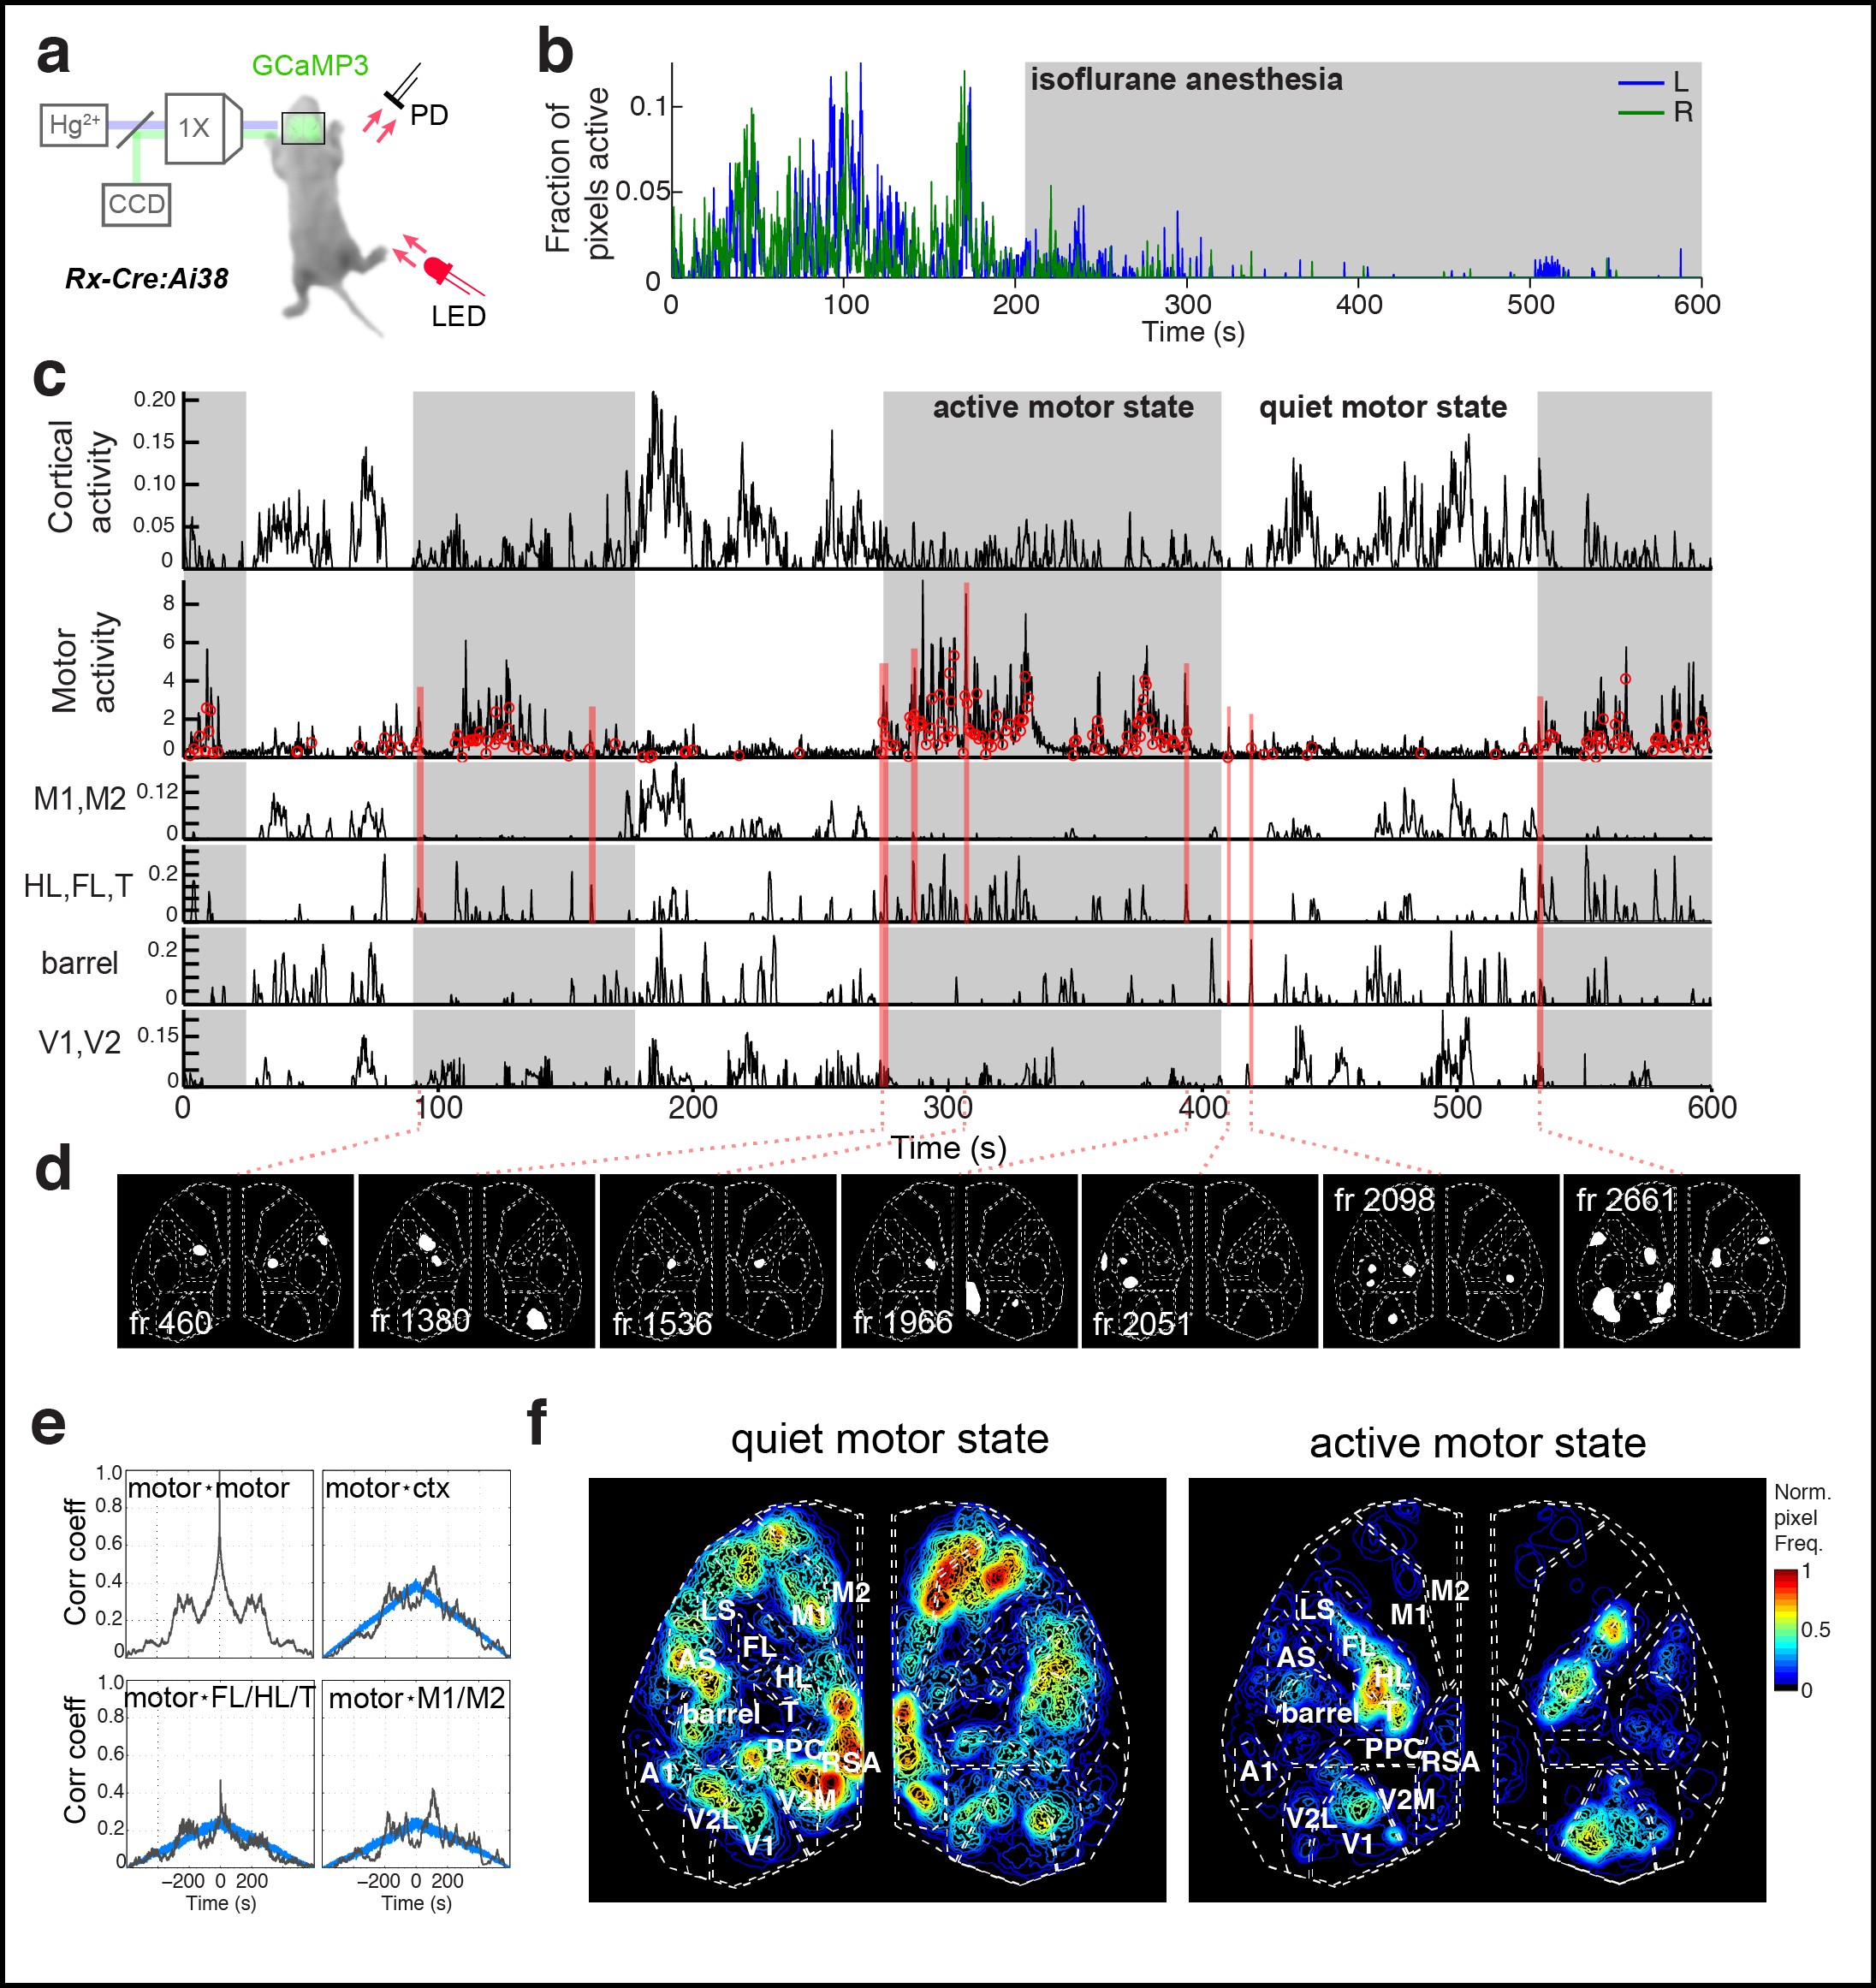 a
GCaMP3
PD
Hg2+
1X
CCD
Rx-Cre:Ai38
LED
b
isoflurane anesthesia
L
R
Fraction of
pixels active
0.1
0.05
0
0
100
200
300
400
500
600
Time (s)
c
active motor state
quiet motor state
Cortical
activity
0.20
0.15
0.10
0.05
0
Motor
activity
8
6
4
2
0
M1,M2
0.12
0
HL,FL,T
0.2
0
barrel
0.2
0
V1,V2
0.15
0
0
100
200
300
400
500
600
Time (s)
d
fr 460
fr 1380
fr 1536
fr 1966
fr 2051
fr 2098
fr 2661
e
motor⋆motor
motor⋆ctx
Corr coeff
1.0
0.8
0.6
0.4
0.2
0
motor⋆FL/HL/T
motor⋆M1/M2
Corr coeff
1.0
0.8
0.6
0.4
0.2
0
−200 0 200
Time (s)
−200 0 200
Time (s)
f
quiet motor state
M2
LS
M1
FL
AS
HL
barrel
T
PPC
RSA
A1
V2M
V2L
V1
active motor state
M2
LS
M1
FL
AS
HL
barrel
T
PPC
RSA
A1
V2M
V2L
V1
Norm.
pixel
Freq.
1
0.5
0